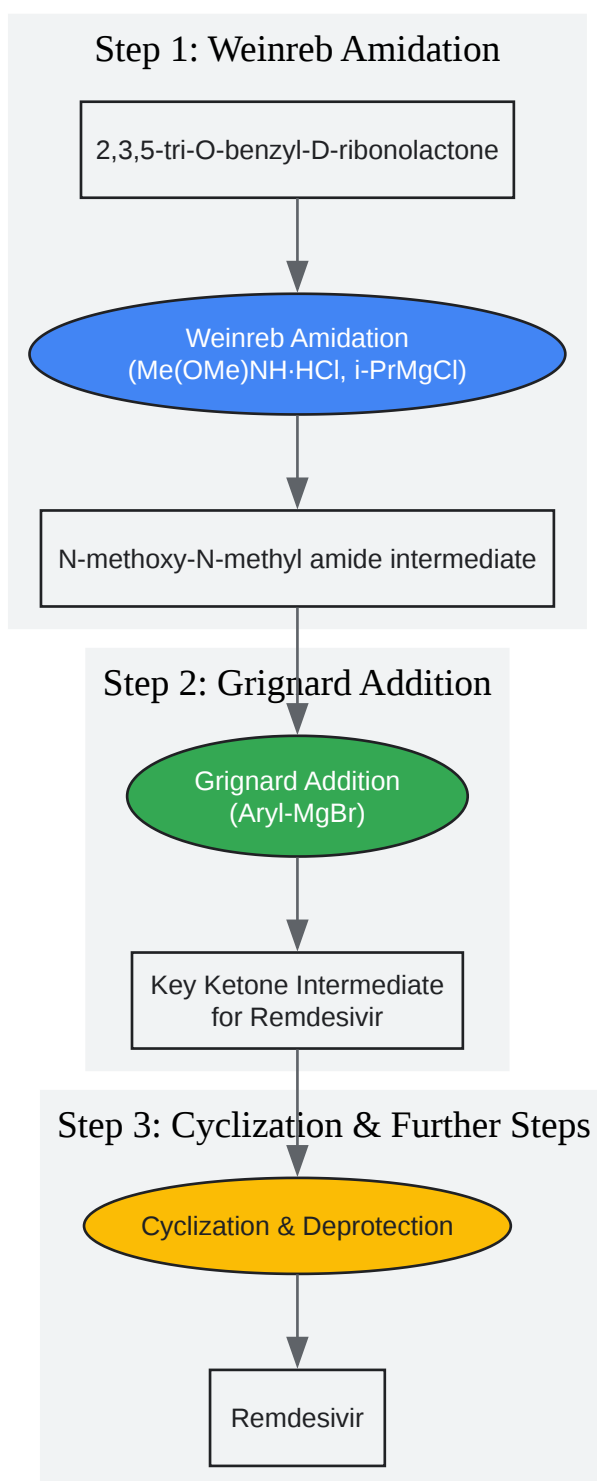 Step 1: Weinreb Amidation
2,3,5-tri-O-benzyl-D-ribonolactone
Weinreb Amidation
(Me(OMe)NH·HCl, i-PrMgCl)
N-methoxy-N-methyl amide intermediate
Step 2: Grignard Addition
Grignard Addition
(Aryl-MgBr)
Key Ketone Intermediate
for Remdesivir
Step 3: Cyclization & Further Steps
Cyclization & Deprotection
Remdesivir